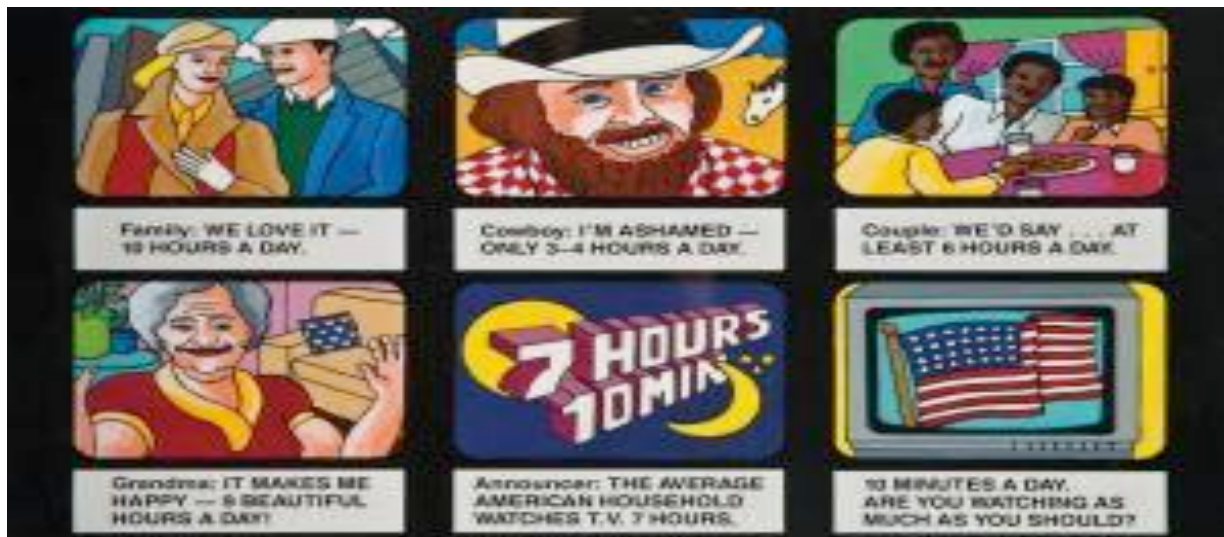 Family: WE LOVE IT —
10 HOURS A DAY.
Cowboy: I'M ASHAMED —
ONLY 3–4 HOURS A DAY.
Couple: WE'D SAY . . . AT
LEAST 6 HOURS A DAY.
7 HOURS
10 MIN
Grandma: IT MAKES ME
HAPPY — 5 BEAUTIFUL
HOURS A DAY!
Announcer: THE AVERAGE
AMERICAN HOUSEHOLD
WATCHES T.V. 7 HOURS,
10 MINUTES A DAY.
ARE YOU WATCHING AS
MUCH AS YOU SHOULD?